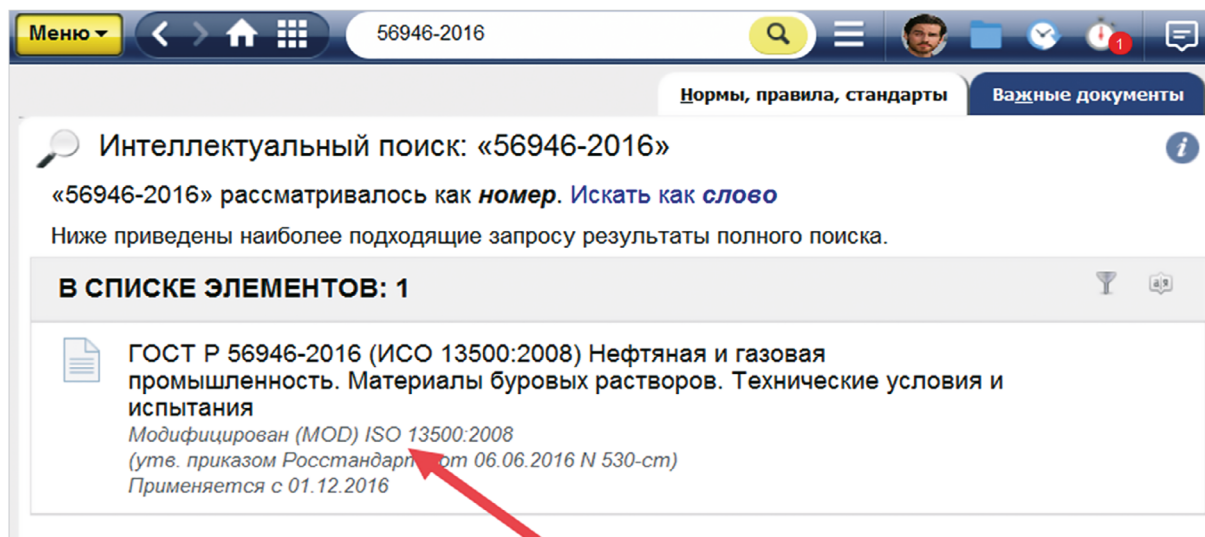 Меню
56946-2016
1
Нормы, правила, стандарты
Важные документы
Интеллектуальный поиск: «56946-2016»
i
«56946-2016» рассматривалось как номер. Искать как слово
Ниже приведены наиболее подходящие запросу результаты полного поиска.
В СПИСКЕ ЭЛЕМЕНТОВ: 1
а я
ГОСТ Р 56946-2016 (ИСО 13500:2008) Нефтяная и газовая
промышленность. Материалы буровых растворов. Технические условия и
испытания
Модифицирован (MOD) ISO 13500:2008
(утв. приказом Росстандарта от 06.06.2016 N 530-ст)
Применяется с 01.12.2016